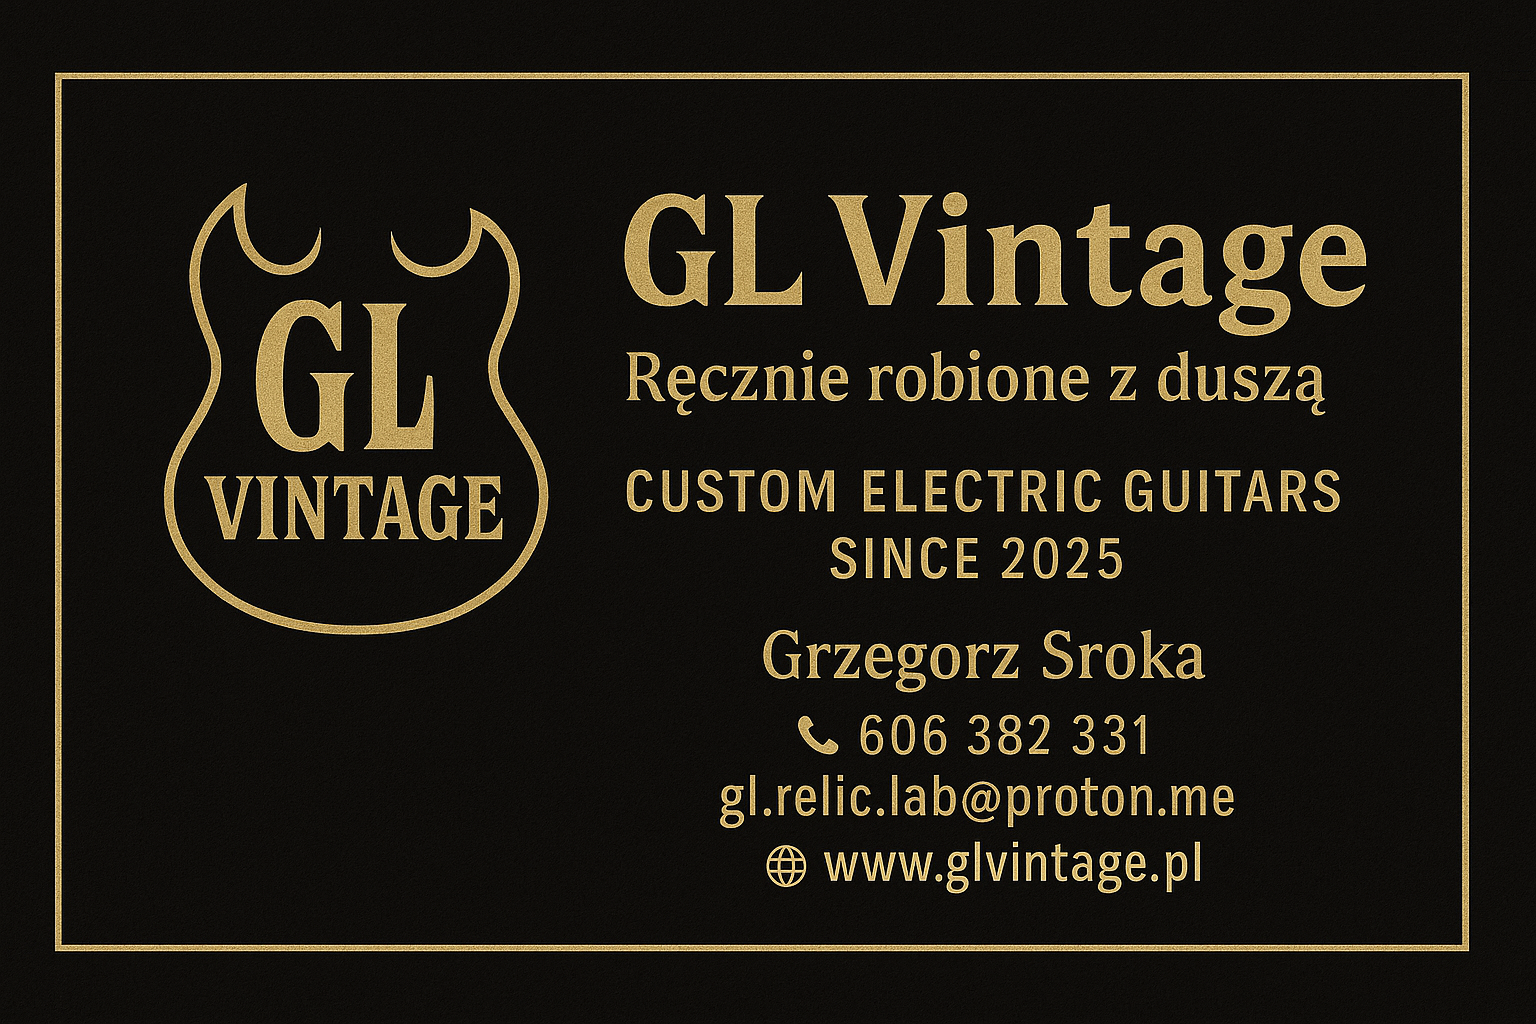 GL
VINTAGE
GL Vintage
Ręcznie robione z duszą
CUSTOM ELECTRIC GUITARS
SINCE 2025
Grzegorz Sroka
606 382 331
gl.relic.lab@proton.me
www.glvintage.pl